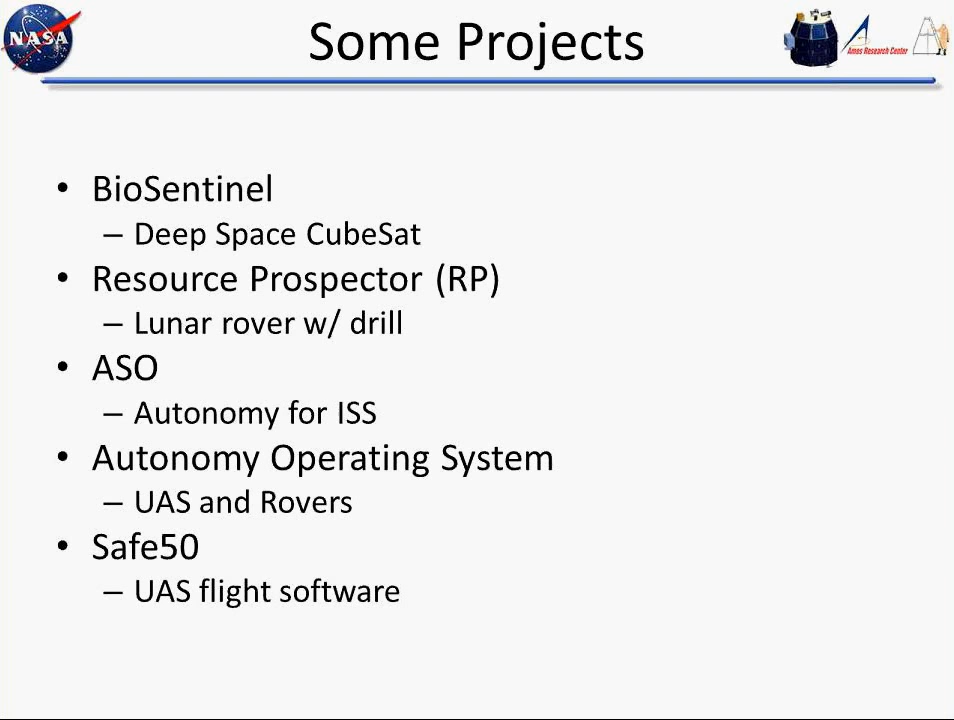 NASA
Some Projects
Ames Research Center
• BioSentinel
– Deep Space CubeSat
• Resource Prospector (RP)
– Lunar rover w/ drill
• ASO
– Autonomy for ISS
• Autonomy Operating System
– UAS and Rovers
• Safe50
– UAS flight software